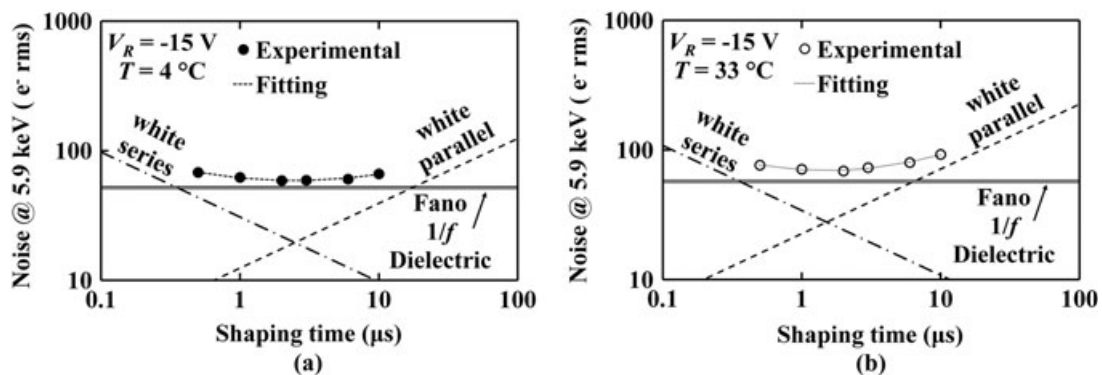 1000
V_R = -15 V
T = 4 °C
Experimental
Fitting
white
series
white
parallel
100
Fano
1/f
Dielectric
10
0.1
1
10
100
Noise @ 5.9 keV ( e⁻ rms)
Shaping time (µs)
(a)
1000
V_R = -15 V
T = 33 °C
Experimental
Fitting
white
series
white
parallel
100
Fano
1/f
Dielectric
10
0.1
1
10
100
Noise @ 5.9 keV ( e⁻ rms)
Shaping time (µs)
(b)